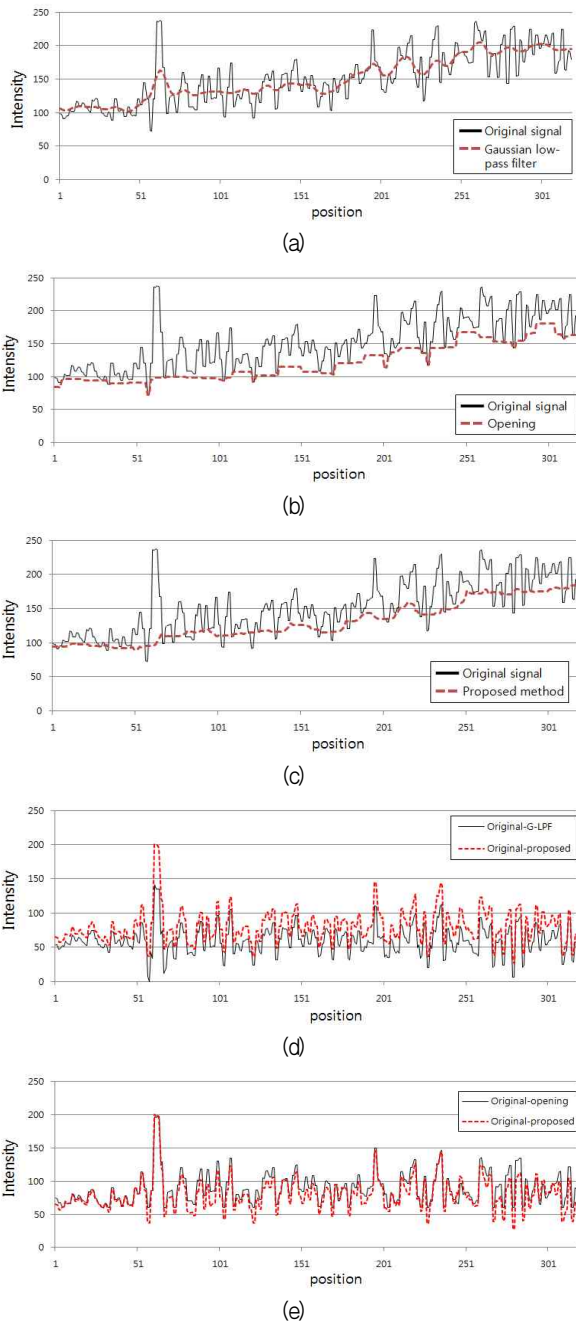 250
200
150
100
50
0
Intensity
1
51
101
151
201
251
301
position
Original signal
Gaussian low-
pass filter
(a)
250
200
150
100
50
0
Intensity
1
51
101
151
201
251
301
position
Original signal
Opening
(b)
250
200
150
100
50
0
Intensity
1
51
101
151
201
251
301
position
Original signal
Proposed method
(c)
250
200
150
100
50
0
Intensity
1
51
101
151
201
251
301
position
Original-G-LPF
Original-proposed
(d)
250
200
150
100
50
0
Intensity
1
51
101
151
201
251
301
position
Original-opening
Original-proposed
(e)